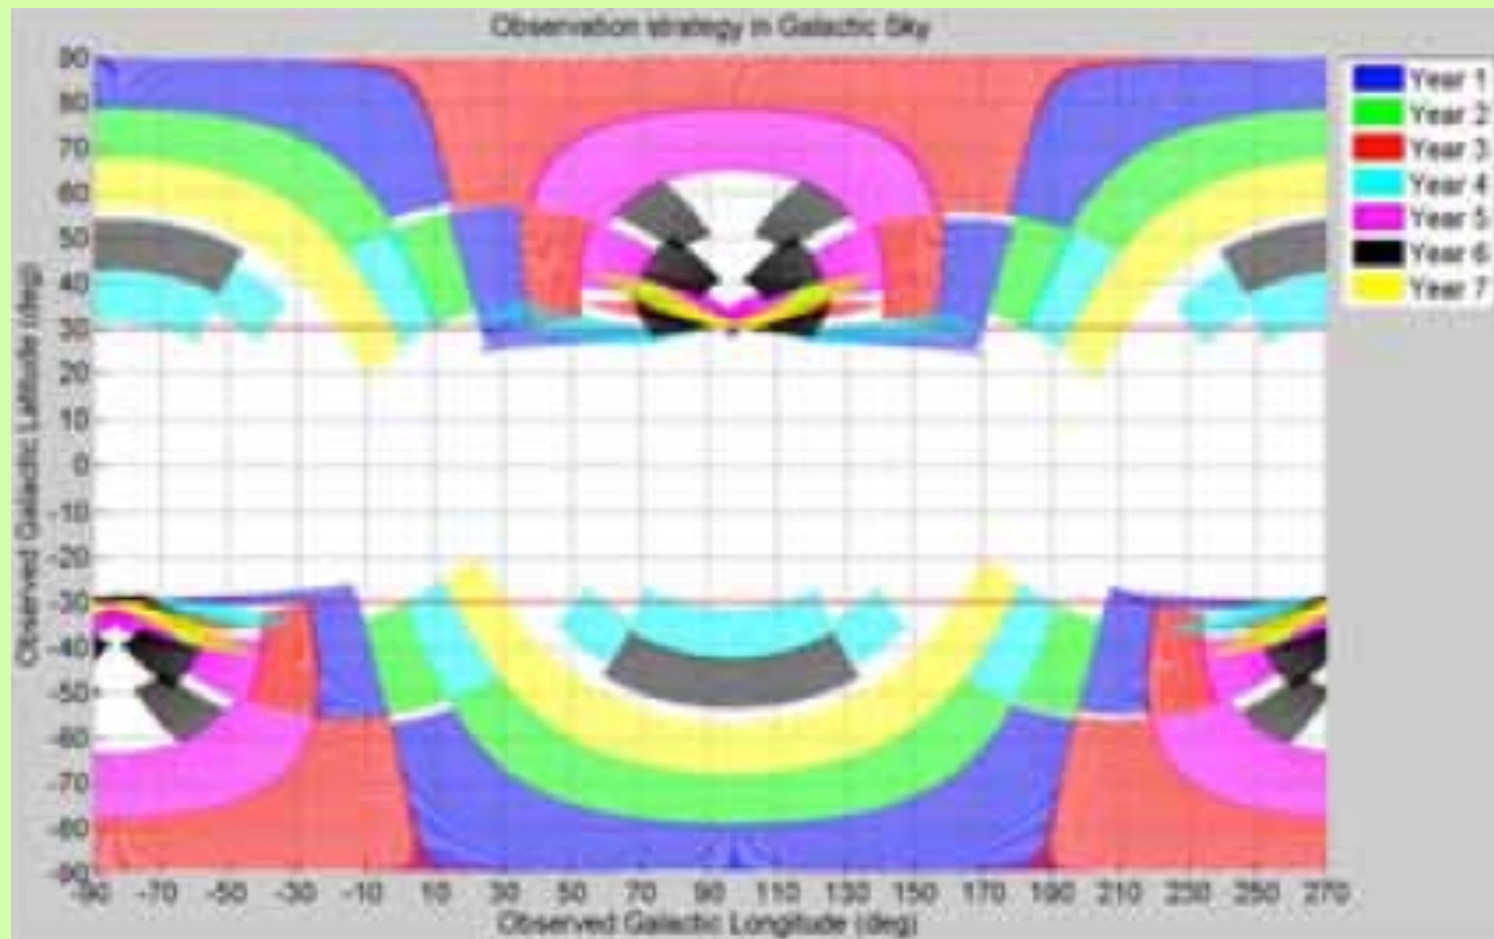 Observation strategy in Galactic Sky
Observed Galactic Latitude (deg)
90
80
70
60
50
40
30
20
10
0
-10
-20
-30
-40
-50
-60
-70
-80
-90
-90 -70 -50 -30 -10 10 30 50 70 90 110 130 150 170 190 210 230 250 270
Observed Galactic Longitude (deg)
Year 1
Year 2
Year 3
Year 4
Year 5
Year 6
Year 7